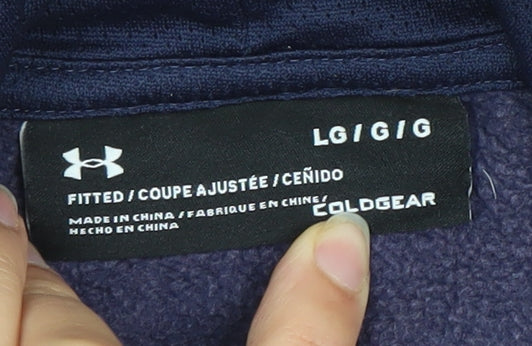 LG / G / G
FITTED / COUPE AJUSTÉE / CEÑIDO
MADE IN CHINA / FABRIQUE EN CHINE /
HECHO EN CHINA
COLDGEAR